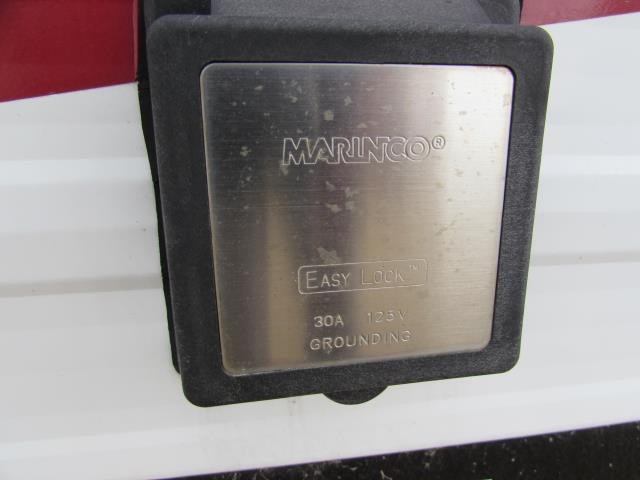 MARINCO®
EASY LOCK™
30A 125V
GROUNDING